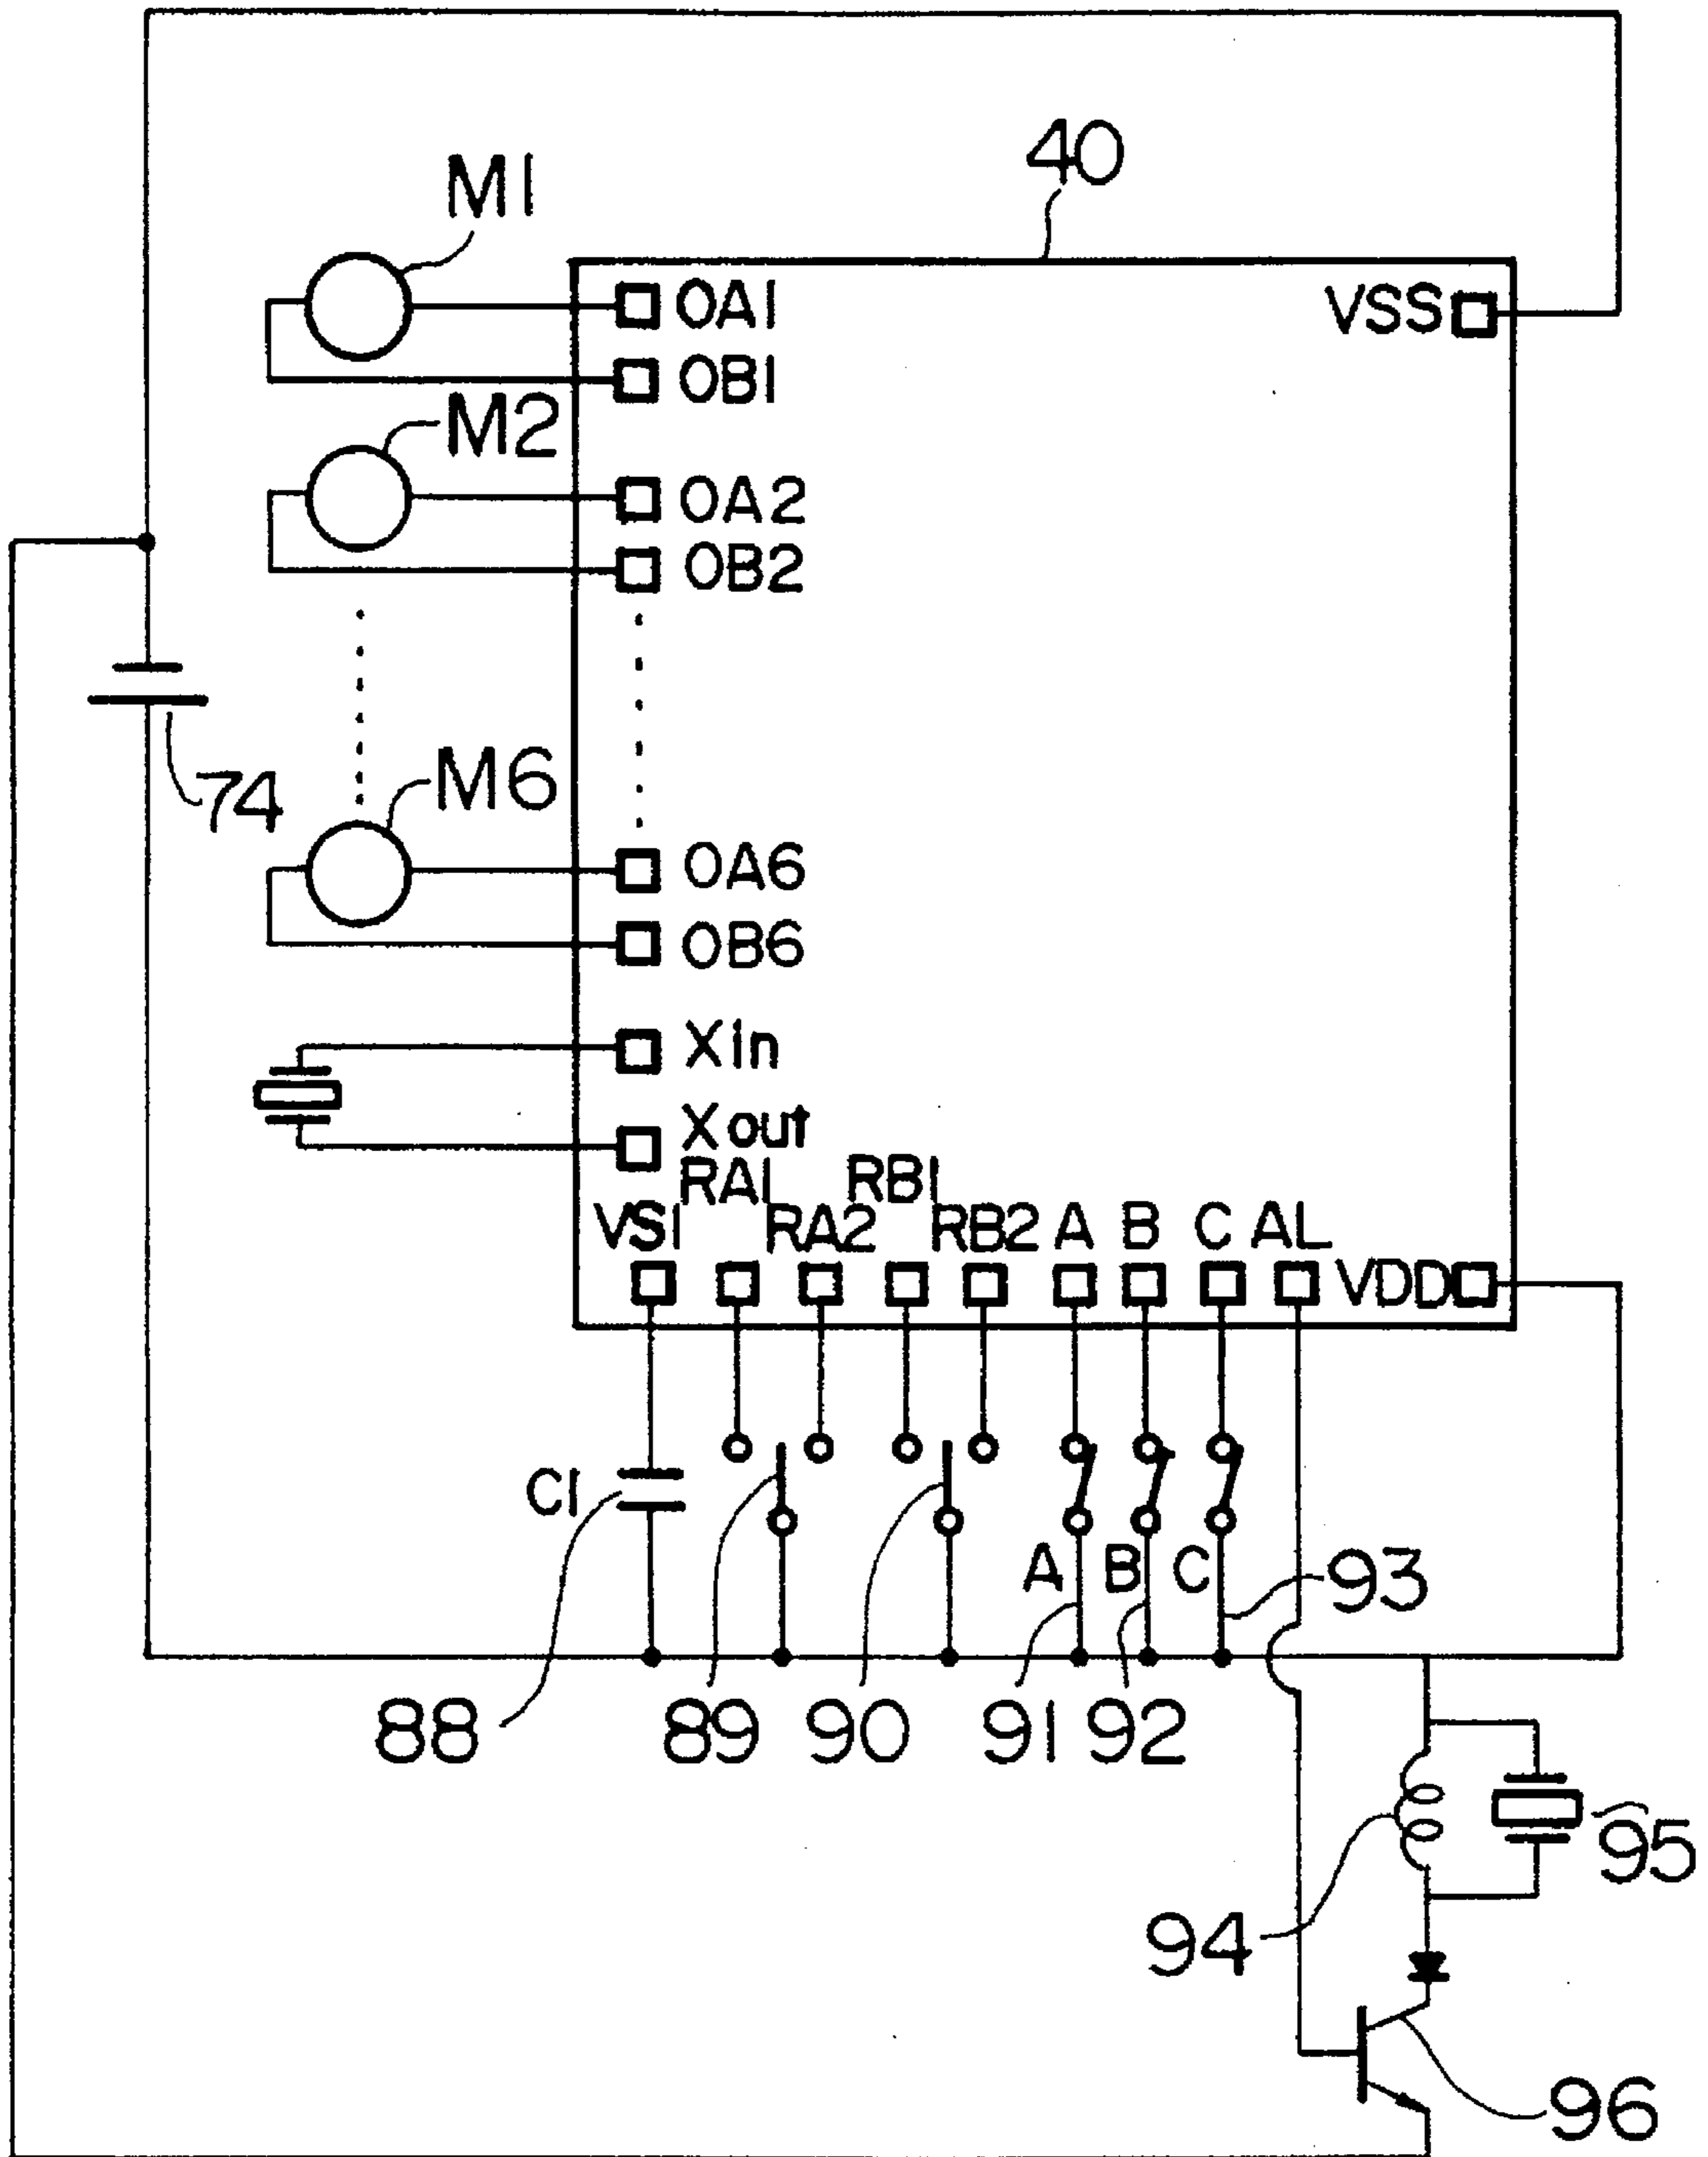 40
M1
OA1
VSS
OB1
M2
OA2
OB2
74
M6
OA6
OB6
Xin
Xout
RA1
RB1
VS1
RA2
RB2
A
B
C
AL
VDD
C1
A
B
C
93
88
89
90
91
92
95
94
96